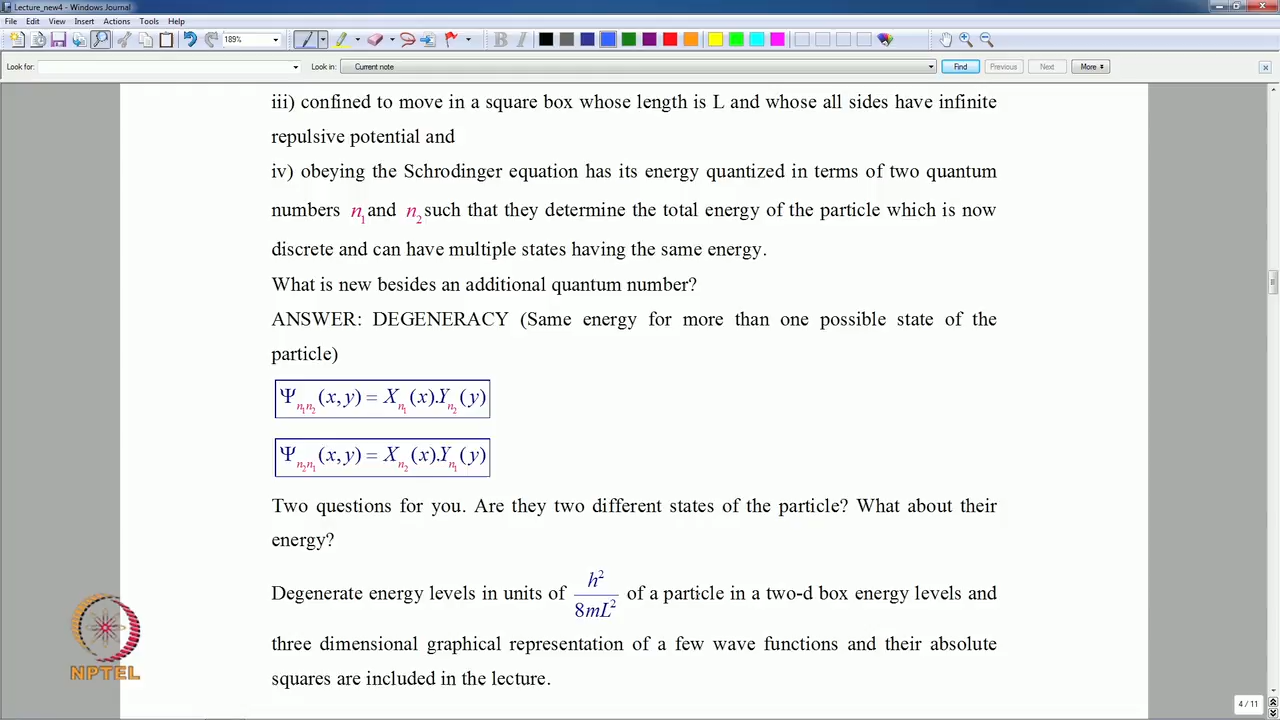 Lecture_new4 - Windows Journal
File Edit View Insert Actions Tools Help
189%
Look for: Look in: Current note Find Previous Next More
iii) confined to move in a square box whose length is L and whose all sides have infinite
repulsive potential and
iv) obeying the Schrodinger equation has its energy quantized in terms of two quantum
numbers n₁ and n₂ such that they determine the total energy of the particle which is now
discrete and can have multiple states having the same energy.
What is new besides an additional quantum number?
ANSWER: DEGENERACY (Same energy for more than one possible state of the
particle)
Ψₙ₁ₙ₂(x, y) = Xₙ₁(x).Yₙ₂(y)
Ψₙ₂ₙ₁(x, y) = Xₙ₂(x).Yₙ₁(y)
Two questions for you. Are they two different states of the particle? What about their
energy?
Degenerate energy levels in units of h²/8mL² of a particle in a two-d box energy levels and
three dimensional graphical representation of a few wave functions and their absolute
squares are included in the lecture.
NPTEL
4 / 11